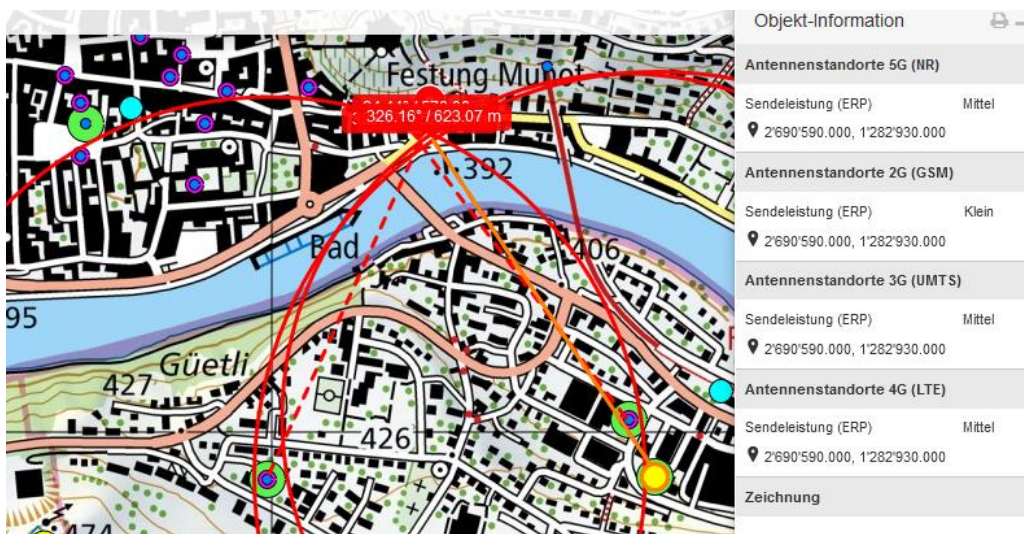 Objekt-Information
Festung Munot
326.16° / 623.07 m
392
Bad
406
95
Güetli
427
426
474
Antennenstandorte 5G (NR)
Sendeleistung (ERP) Mittel
2'690'590.000, 1'282'930.000
Antennenstandorte 2G (GSM)
Sendeleistung (ERP) Klein
2'690'590.000, 1'282'930.000
Antennenstandorte 3G (UMTS)
Sendeleistung (ERP) Mittel
2'690'590.000, 1'282'930.000
Antennenstandorte 4G (LTE)
Sendeleistung (ERP) Mittel
2'690'590.000, 1'282'930.000
Zeichnung